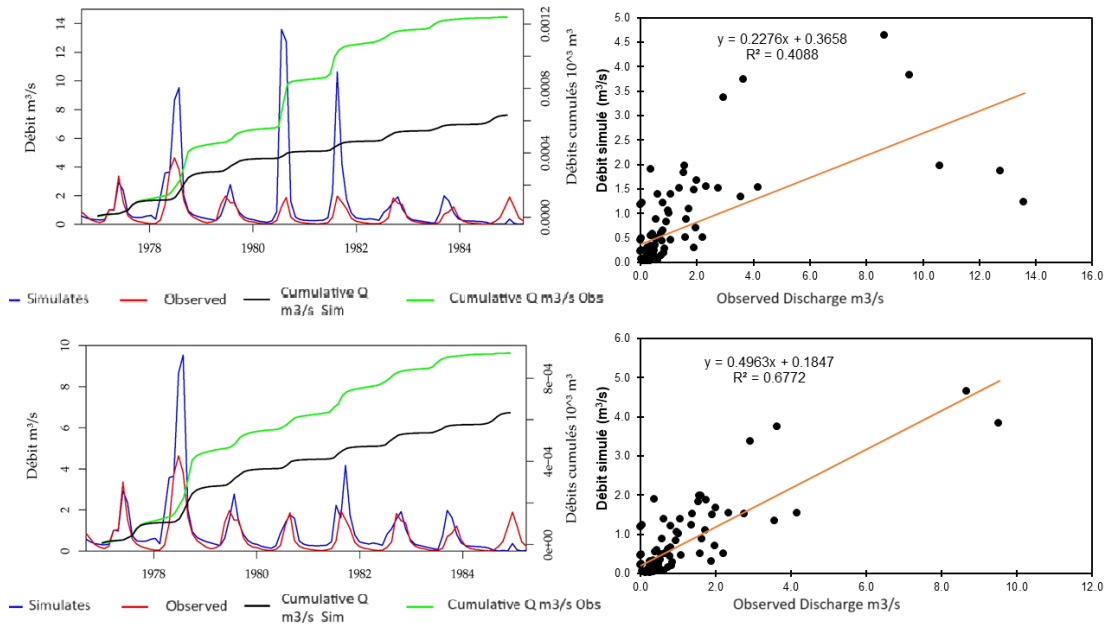 Débit m³/s
14
12
10
8
6
4
2
0
1978
1980
1982
1984
0.0012
0.0008
0.0004
0.0000
Débits cumulés 10^³ m³
Simulates
Observed
Cumulative Q
m3/s Sim
Cumulative Q m3/s Obs
Débit simulé (m³/s)
5.0
4.5
4.0
3.5
3.0
2.5
2.0
1.5
1.0
0.5
0.0
y = 0.2276x + 0.3658
R² = 0.4088
0.0
2.0
4.0
6.0
8.0
10.0
12.0
14.0
16.0
Observed Discharge m3/s
Débit m³/s
10
8
6
4
2
0
1978
1980
1982
1984
8e−04
4e−04
0e+00
Débits cumulés 10^³ m³
Simulates
Observed
Cumulative Q
m3/s Sim
Cumulative Q m3/s Obs
Débit simulé (m³/s)
6.0
5.0
4.0
3.0
2.0
1.0
0.0
y = 0.4963x + 0.1847
R² = 0.6772
0.0
2.0
4.0
6.0
8.0
10.0
12.0
Observed Discharge m3/s